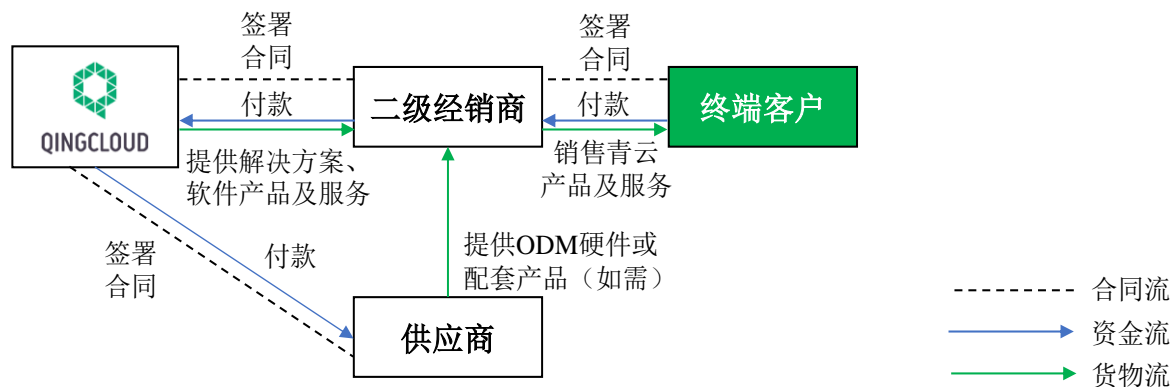 签署
合同
签署
合同
QINGCLOUD
付款
二级经销商
付款
终端客户
提供解决方案、
软件产品及服务
销售青云
产品及服务
签署
合同
付款
提供ODM硬件或
配套产品（如需）
供应商
合同流
资金流
货物流